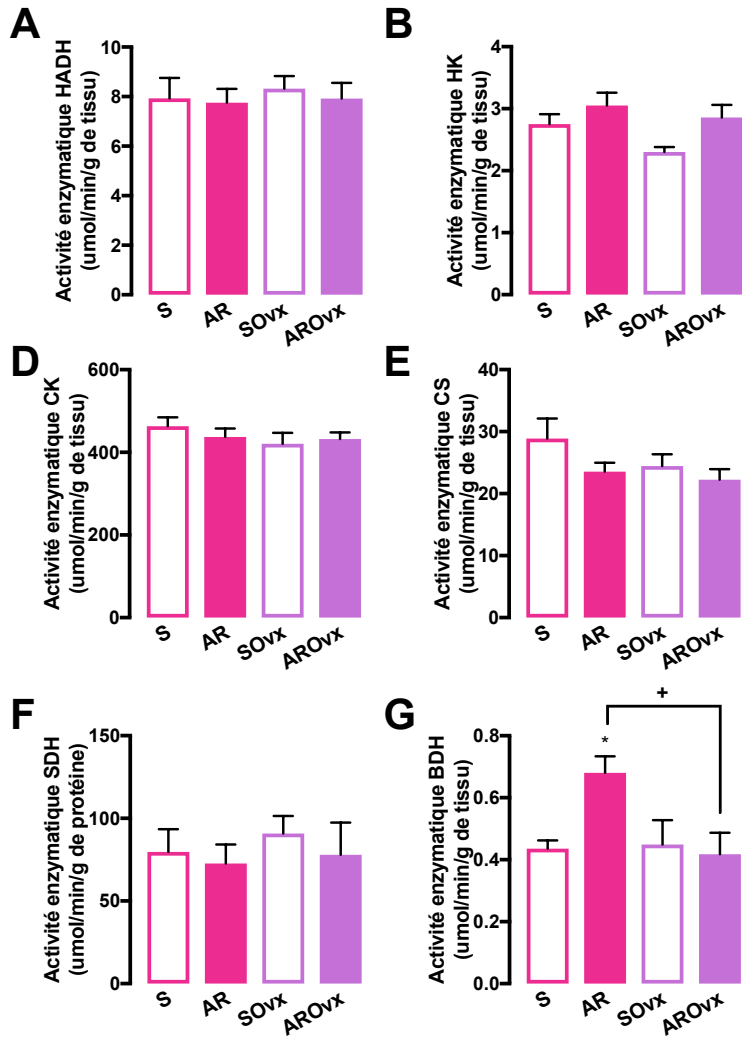 A
Activité enzymatique HADH
(umol/min/g de tissu)
10
8
6
4
2
0
S
AR
SOvx
AROvx
B
Activité enzymatique HK
(umol/min/g de tissu)
4
3
2
1
0
S
AR
SOvx
AROvx
D
Activité enzymatique CK
(umol/min/g de tissu)
600
400
200
0
S
AR
SOvx
AROvx
E
Activité enzymatique CS
(umol/min/g de tissu)
40
30
20
10
0
S
AR
SOvx
AROvx
F
Activité enzymatique SDH
(umol/min/g de protéine)
150
100
50
0
S
AR
SOvx
AROvx
G
Activité enzymatique BDH
(umol/min/g de tissu)
0.8
0.6
0.4
0.2
0.0
+
*
S
AR
SOvx
AROvx